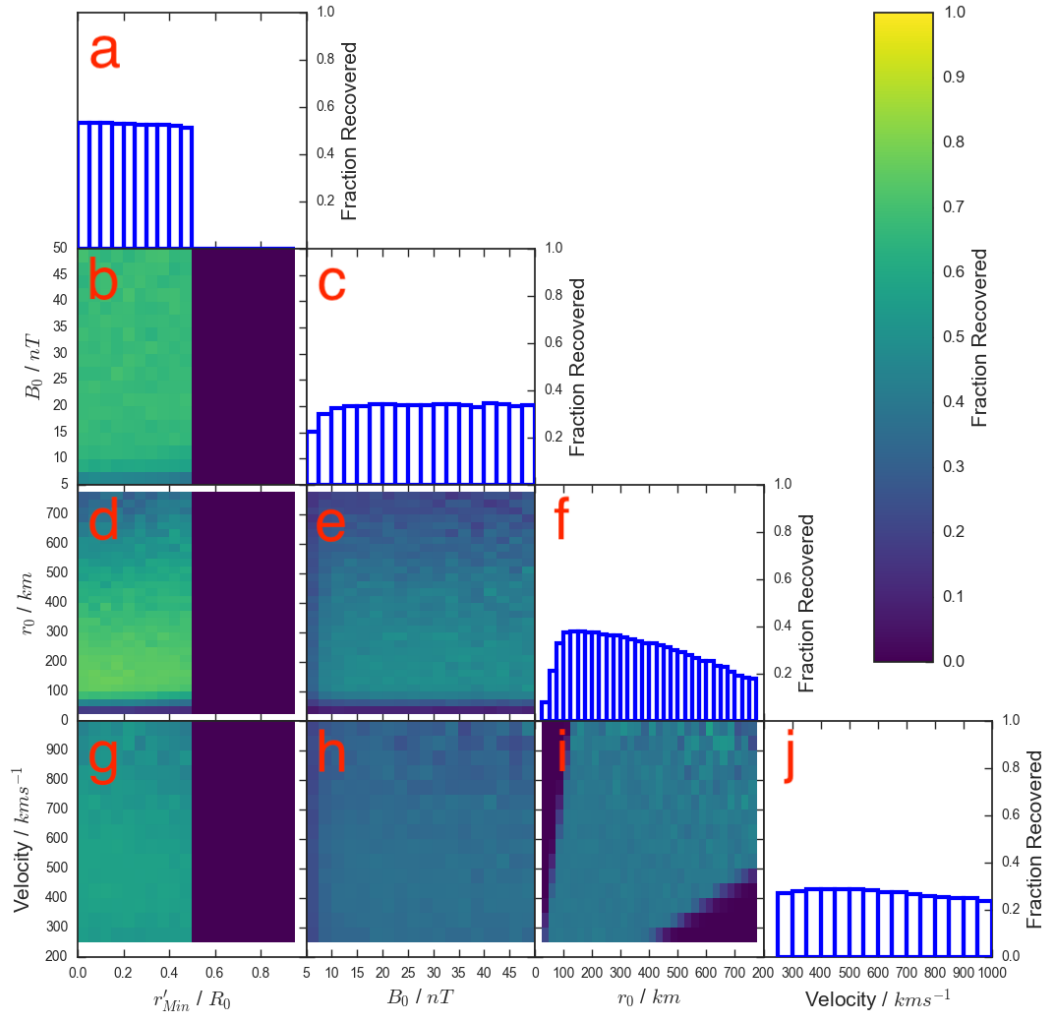 a
1.0
0.8
0.6
0.4
0.2
Fraction Recovered
1.0
0.9
0.8
0.7
0.6
0.5
0.4
0.3
0.2
0.1
0.0
Fraction Recovered
b
50
45
40
35
30
25
20
15
10
5
B₀ / nT
c
1.0
0.8
0.6
0.4
0.2
Fraction Recovered
d
700
600
500
400
300
200
100
0
r₀ / km
e
f
1.0
0.8
0.6
0.4
0.2
Fraction Recovered
g
900
800
700
600
500
400
300
200
Velocity / kms⁻¹
h
i
j
1.0
0.8
0.6
0.4
0.2
0.0
Fraction Recovered
0.0 0.2 0.4 0.6 0.8
r′Min / R₀
5 10 15 20 25 30 35 40 45
B₀ / nT
0 100 200 300 400 500 600 700
r₀ / km
200 300 400 500 600 700 800 900 1000
Velocity / kms⁻¹